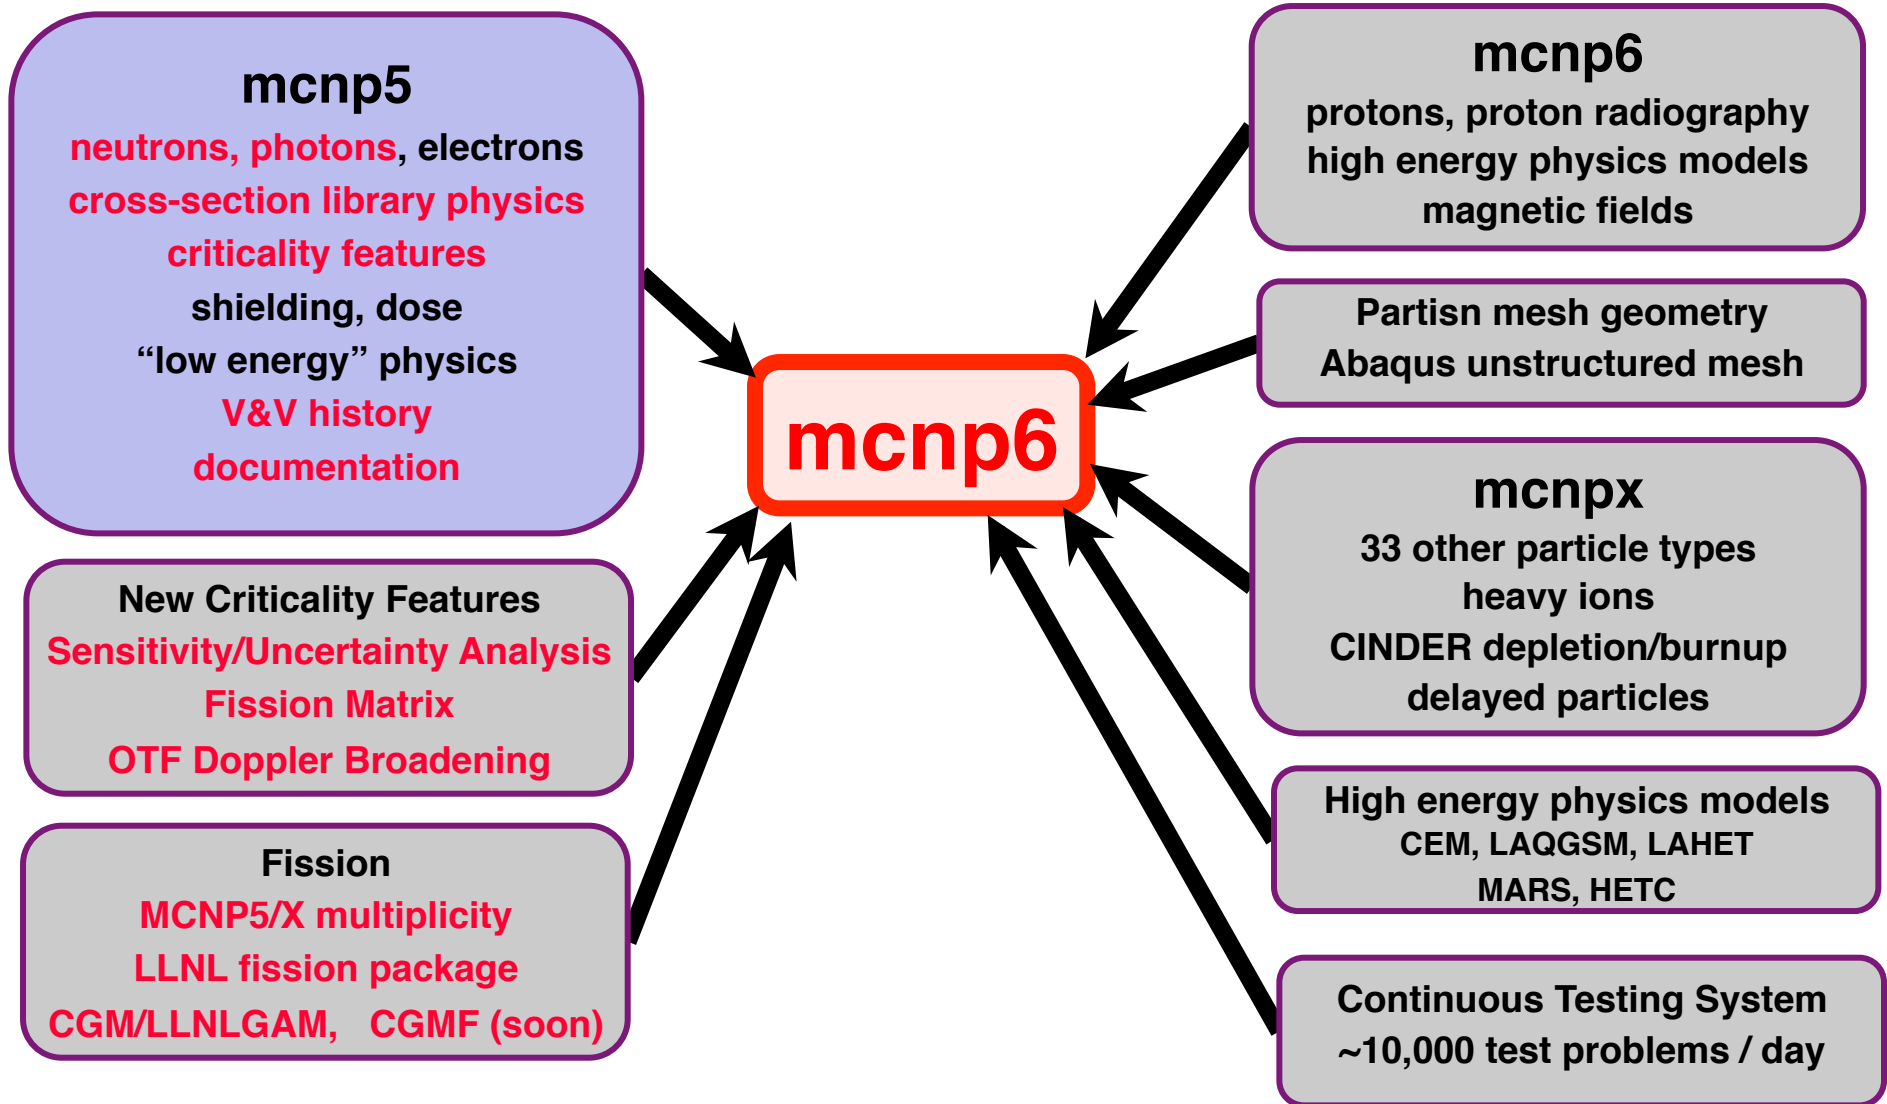 mcnp5
neutrons, photons, electrons
cross-section library physics
criticality features
shielding, dose
“low energy” physics
V&V history
documentation
New Criticality Features
Sensitivity/Uncertainty Analysis
Fission Matrix
OTF Doppler Broadening
Fission
MCNP5/X multiplicity
LLNL fission package
CGM/LLNLGAM, CGMF (soon)
mcnp6
mcnp6
protons, proton radiography
high energy physics models
magnetic fields
Partisn mesh geometry
Abaqus unstructured mesh
mcnpx
33 other particle types
heavy ions
CINDER depletion/burnup
delayed particles
High energy physics models
CEM, LAQGSM, LAHET
MARS, HETC
Continuous Testing System
~10,000 test problems / day